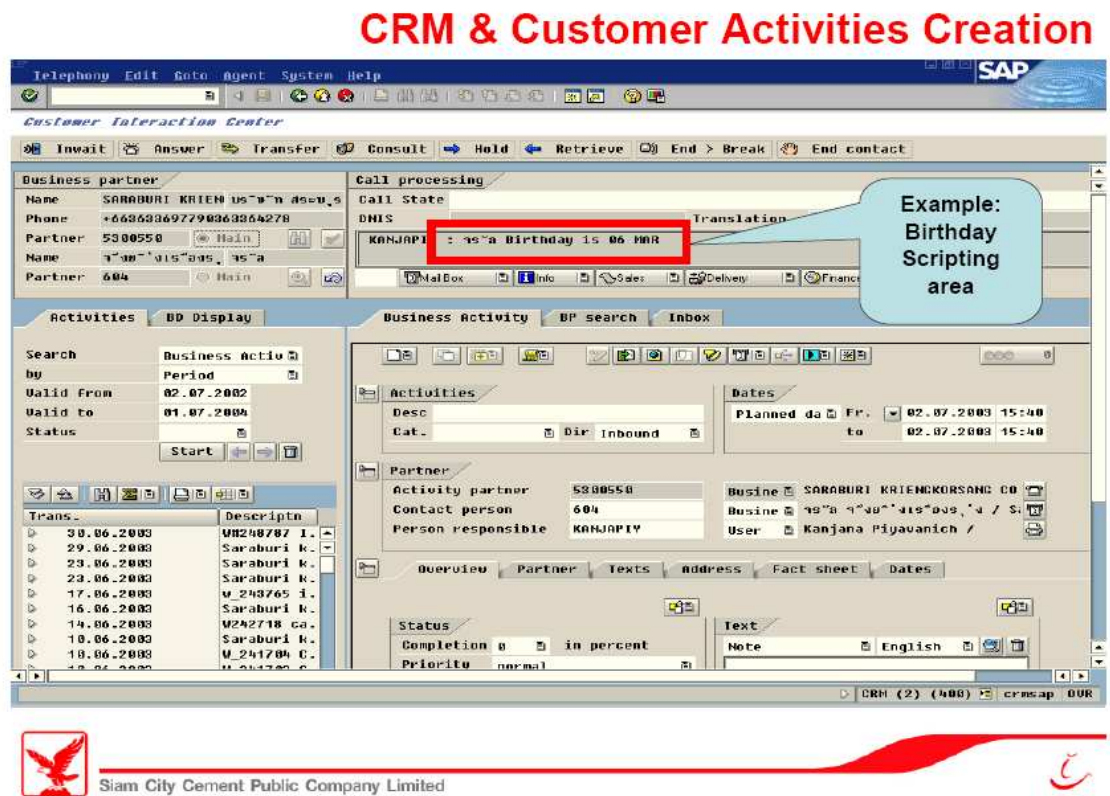 CRM & Customer Activities Creation
Telephony Edit Goto Agent System Help
SAP
Customer Interaction Center
Inwait Answer Transfer Consult Hold Retrieve End > Break End contact
Business partner
Name SARABURI KRIEN
Phone +663633697790363364278
Partner 5300550 Main
Name
Partner 604 Main
Call processing
Call State
DNIS Translation
KANJAPI : Birthday is 06 MAR
MailBox Info Sales Delivery Finance
Example:
Birthday
Scripting
area
Activities BD Display
Search Business Activ
by Period
Valid from 02.07.2002
Valid to 01.07.2004
Status
Start
Trans. Descriptn
30.06.2003 WM248787 I.
29.06.2003 Saraburi k.
23.06.2003 Saraburi k.
23.06.2003 Saraburi k.
17.06.2003 W_243765 i.
16.06.2003 Saraburi k.
14.06.2003 W242718 ca.
10.06.2003 Saraburi k.
10.06.2003 W_241704 C.
Business Activity BP search Inbox
Activities
Desc
Cat. Dir Inbound
Dates
Planned da Fr. 02.07.2003 15:40
to 02.07.2003 15:40
Partner
Activity partner 5300550 Busine SARABURI KRIENGKORSANG CO
Contact person 604 Busine
Person responsible KANJAPIY User Kanjana Piyavanich /
Overview Partner Texts Address Fact sheet Dates
Status
Completion 0 in percent
Priority normal
Text
Note English
CRM (2) (400) crmsap OVR
Siam City Cement Public Company Limited